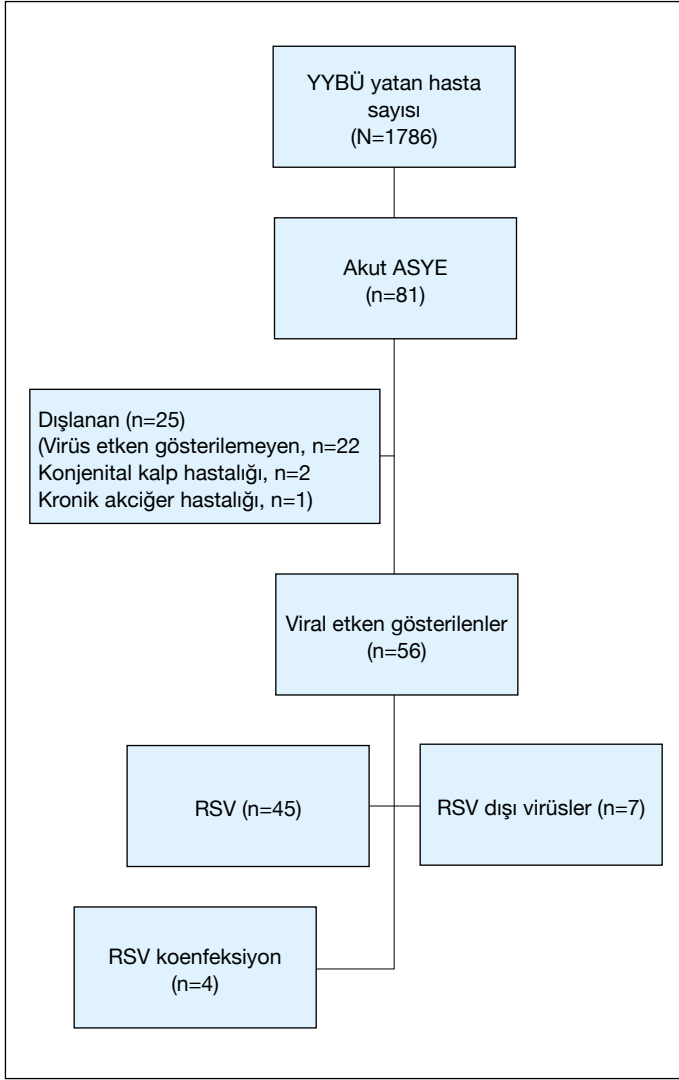 YYBÜ yatan hasta
sayısı
(N=1786)
Akut ASYE
(n=81)
Dışlanan (n=25)
(Virüs etken gösterilemeyen, n=22
Konjenital kalp hastalığı, n=2
Kronik akciğer hastalığı, n=1)
Viral etken gösterilenler
(n=56)
RSV (n=45)
RSV dışı virüsler (n=7)
RSV koenfeksiyon
(n=4)